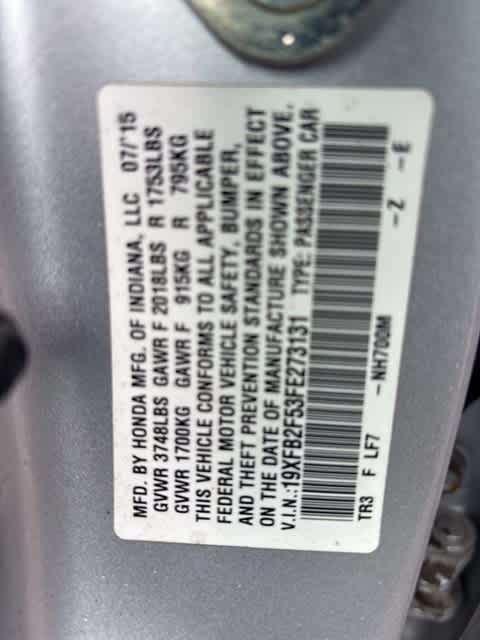 MFD. BY HONDA MFG. OF INDIANA, LLC 07/'15
GVWR 3748LBS GAWR F 2018LBS R 1753LBS
GVWR 1700KG GAWR F 915KG R 795KG
THIS VEHICLE CONFORMS TO ALL APPLICABLE
FEDERAL MOTOR VEHICLE SAFETY, BUMPER,
AND THEFT PREVENTION STANDARDS IN EFFECT
ON THE DATE OF MANUFACTURE SHOWN ABOVE.
V.I.N.:19XFB2F53FE273131 TYPE: PASSENGER CAR
TR3 F LF7 -NH700M -Z -E